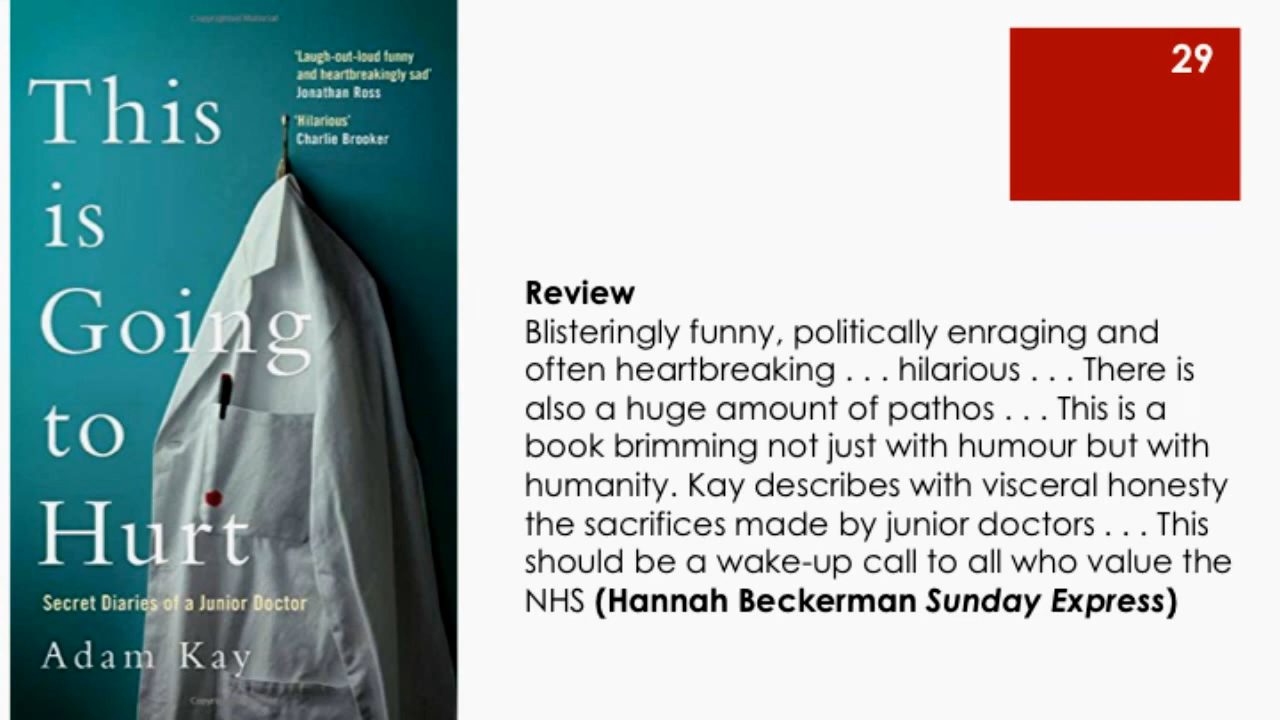 Copyrighted Material
'Laugh-out-loud funny
and heartbreakingly sad'
Jonathan Ross
'Hilarious'
Charlie Brooker
This
is
Going
to
Hurt
Secret Diaries of a Junior Doctor
Adam Kay
29
Review
Blisteringly funny, politically enraging and
often heartbreaking . . . hilarious . . . There is
also a huge amount of pathos . . . This is a
book brimming not just with humour but with
humanity. Kay describes with visceral honesty
the sacrifices made by junior doctors . . . This
should be a wake-up call to all who value the
NHS (Hannah Beckerman Sunday Express)